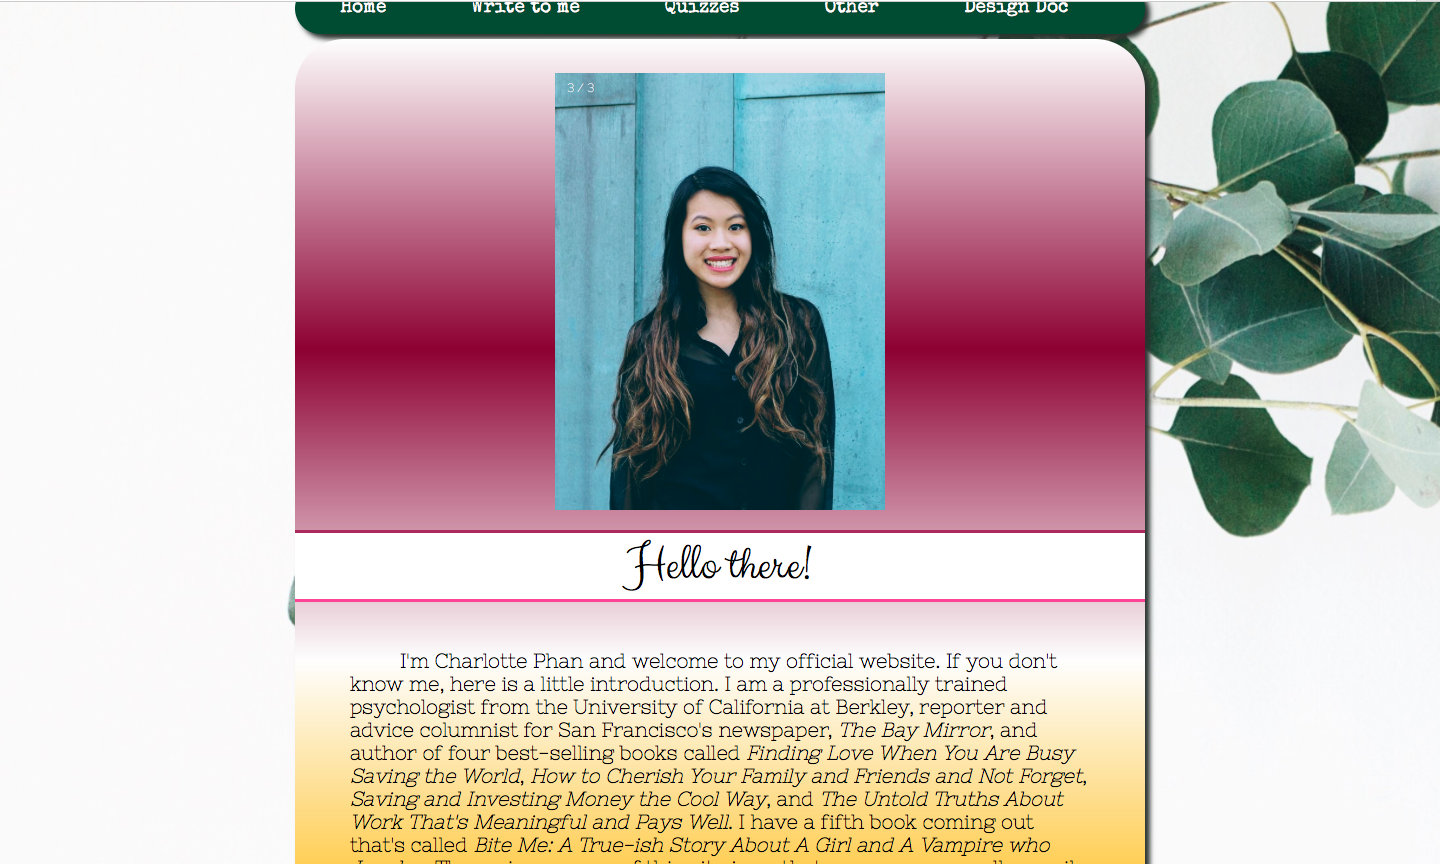 Home Write to me Quizzes Other Design Doc
3 / 3
Hello there!
I'm Charlotte Phan and welcome to my official website. If you don't
know me, here is a little introduction. I am a professionally trained
psychologist from the University of California at Berkley, reporter and
advice columnist for San Francisco's newspaper, The Bay Mirror, and
author of four best-selling books called Finding Love When You Are Busy
Saving the World, How to Cherish Your Family and Friends and Not Forget,
Saving and Investing Money the Cool Way, and The Untold Truths About
Work That's Meaningful and Pays Well. I have a fifth book coming out
that's called Bite Me: A True-ish Story About A Girl and A Vampire who